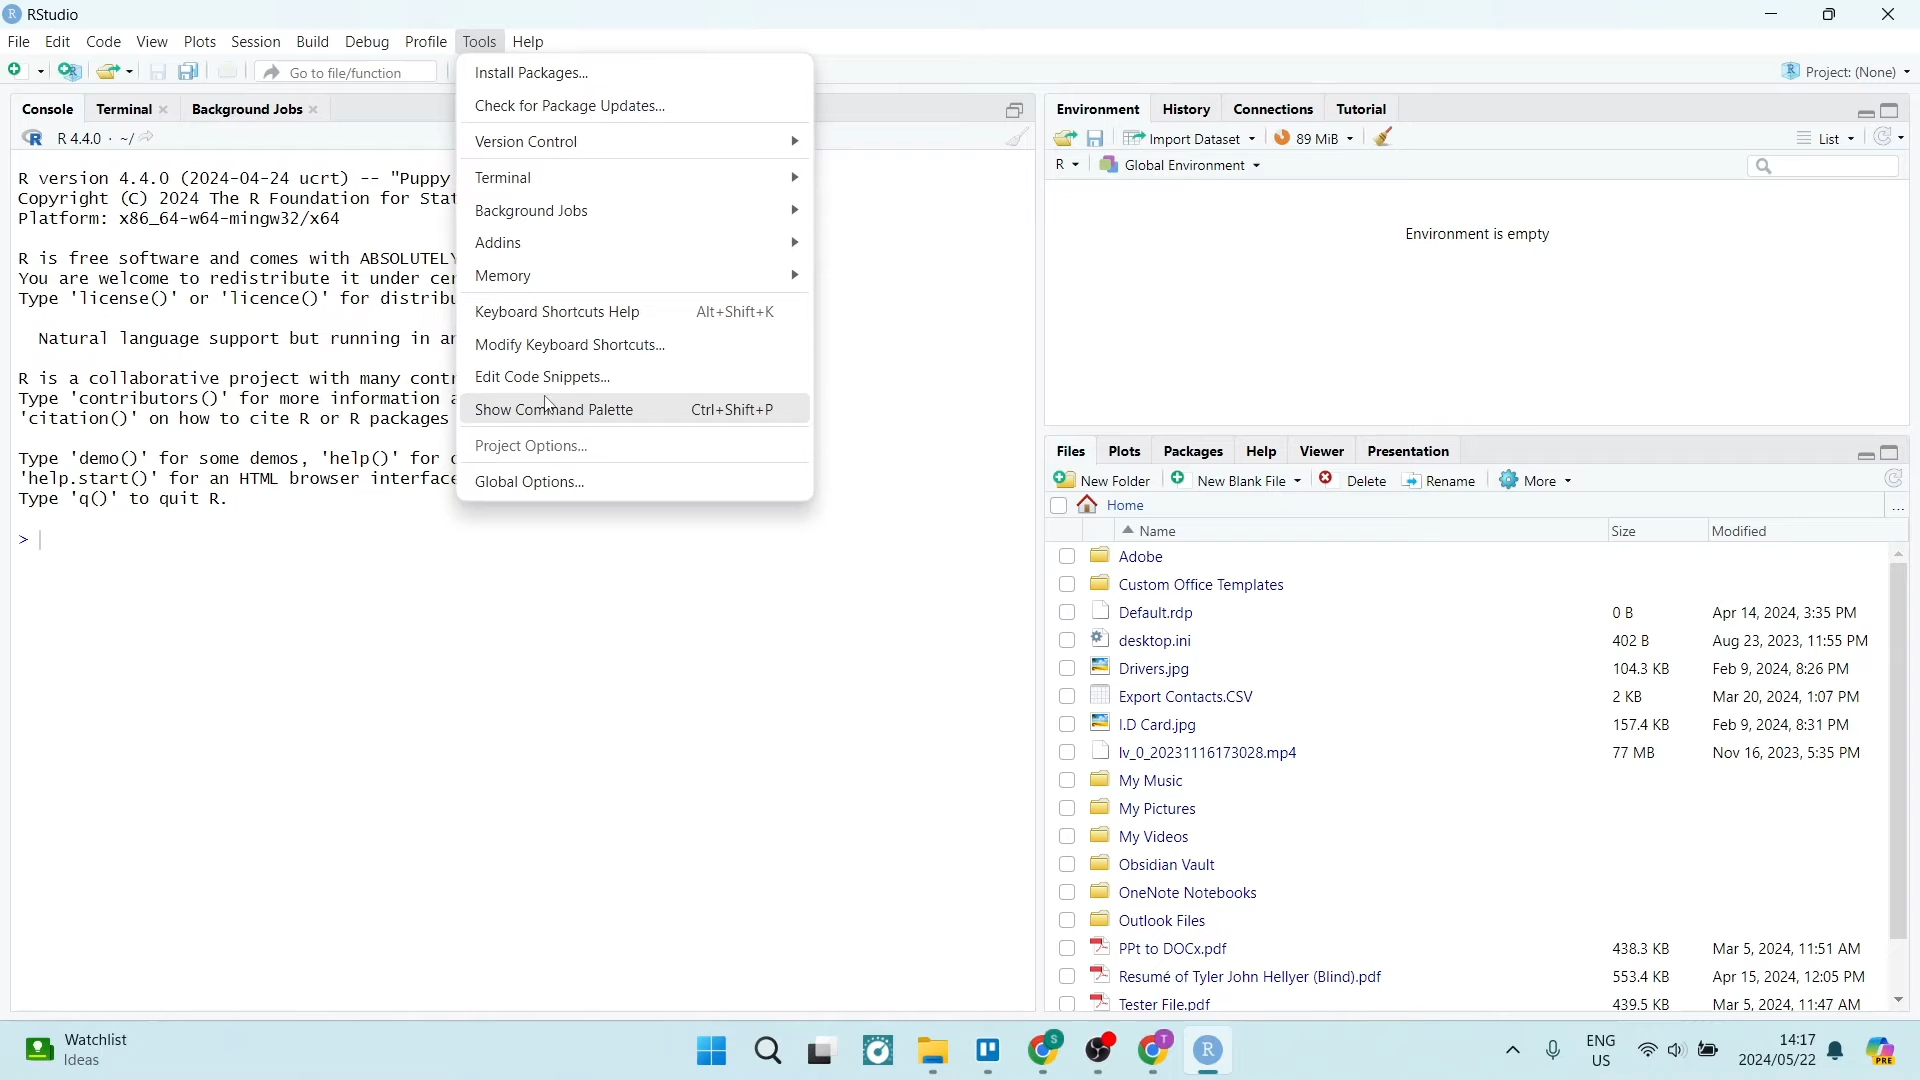 RStudio
File Edit Code View Plots Session Build Debug Profile Tools Help
Go to file/function
Project: (None)
Console Terminal Background Jobs
R 4.4.0 · ~/
R version 4.4.0 (2024-04-24 ucrt) -- "Puppy
Copyright (C) 2024 The R Foundation for Stat
Platform: x86_64-w64-mingw32/x64
R is free software and comes with ABSOLUTELY
You are welcome to redistribute it under cer
Type 'license()' or 'licence()' for distribu
Natural language support but running in an
R is a collaborative project with many contr
Type 'contributors()' for more information a
'citation()' on how to cite R or R packages
Type 'demo()' for some demos, 'help()' for o
'help.start()' for an HTML browser interface
Type 'q()' to quit R.
>
Install Packages...
Check for Package Updates...
Version Control
Terminal
Background Jobs
Addins
Memory
Keyboard Shortcuts Help Alt+Shift+K
Modify Keyboard Shortcuts...
Edit Code Snippets...
Show Command Palette Ctrl+Shift+P
Project Options...
Global Options...
Environment History Connections Tutorial
Import Dataset 89 MiB List
R Global Environment
Environment is empty
Files Plots Packages Help Viewer Presentation
New Folder New Blank File Delete Rename More
Home ...
Name Size Modified
Adobe
Custom Office Templates
Default.rdp 0 B Apr 14, 2024, 3:35 PM
desktop.ini 402 B Aug 23, 2023, 11:55 PM
Drivers.jpg 104.3 KB Feb 9, 2024, 8:26 PM
Export Contacts.CSV 2 KB Mar 20, 2024, 1:07 PM
I.D Card.jpg 157.4 KB Feb 9, 2024, 8:31 PM
lv_0_20231116173028.mp4 77 MB Nov 16, 2023, 5:35 PM
My Music
My Pictures
My Videos
Obsidian Vault
OneNote Notebooks
Outlook Files
PPt to DOCx.pdf 438.3 KB Mar 5, 2024, 11:51 AM
Resumé of Tyler John Hellyer (Blind).pdf 553.4 KB Apr 15, 2024, 12:05 PM
Tester File.pdf 439.5 KB Mar 5, 2024, 11:47 AM
Watchlist
Ideas
ENG
US
14:17
2024/05/22
PRE